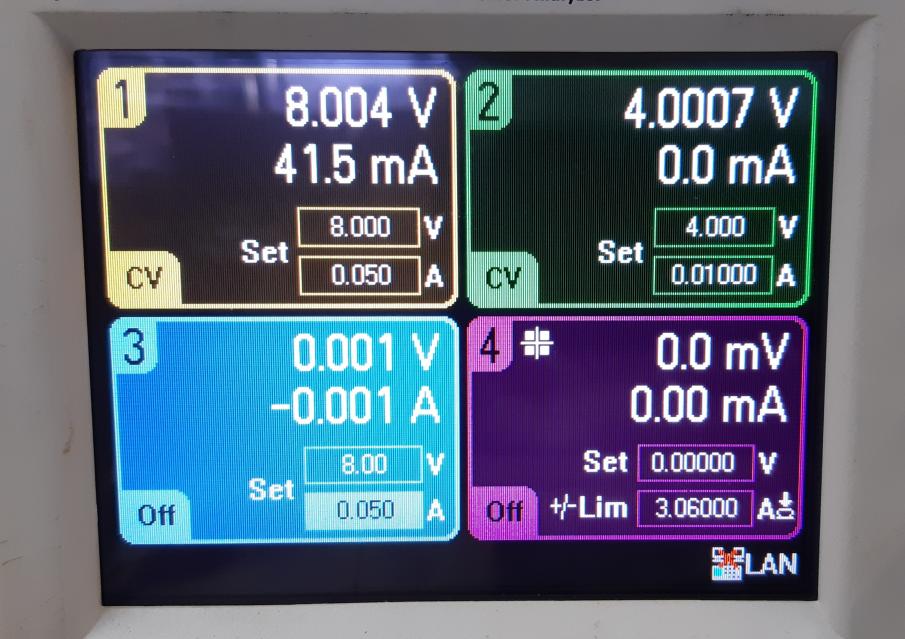 1
8.004 V
41.5 mA
Set
8.000 V
0.050 A
CV
2
4.0007 V
0.0 mA
Set
4.000 V
0.01000 A
CV
3
0.001 V
-0.001 A
Set
8.00 V
0.050 A
Off
4
0.0 mV
0.00 mA
Set 0.00000 V
+/-Lim 3.06000 A
Off
LAN